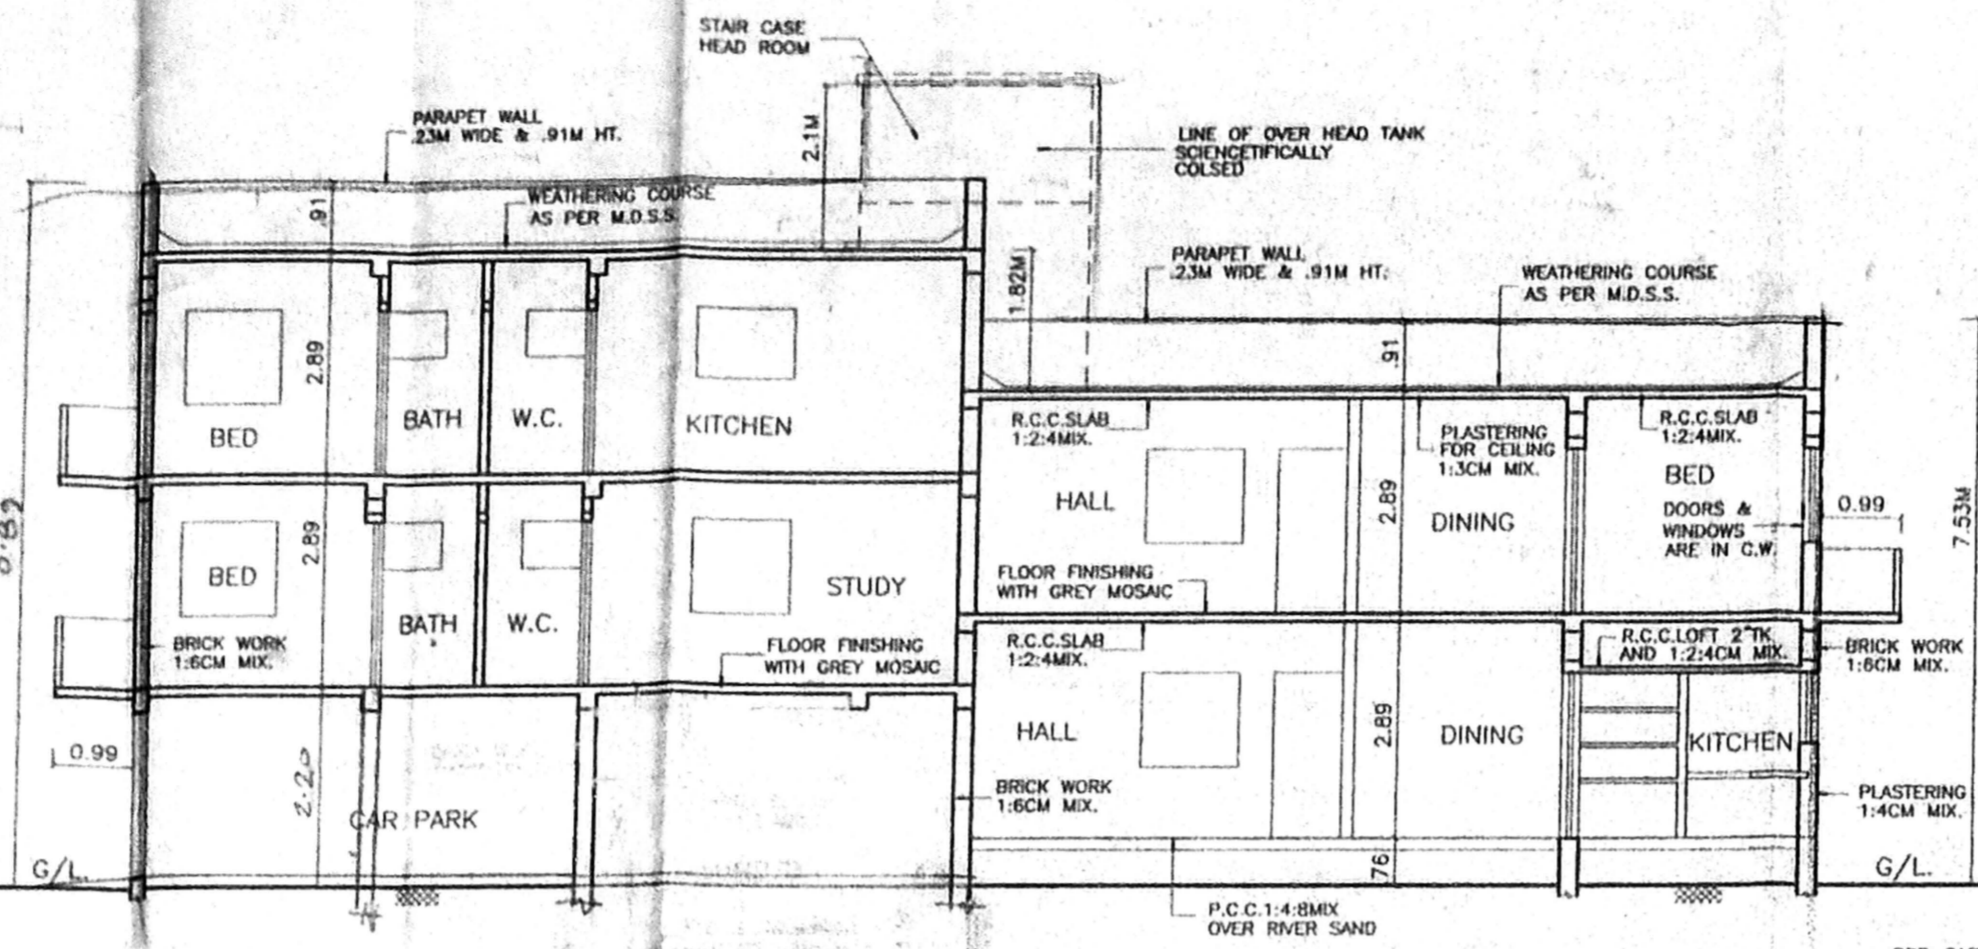 STAIR CASE
HEAD ROOM
PARAPET WALL
.23M WIDE & .91M HT.
2.1M
LINE OF OVER HEAD TANK
SCIENCETIFICALLY
COLSED
.91
WEATHERING COURSE
AS PER M.D.S.S.
1.82M
PARAPET WALL
.23M WIDE & .91M HT.
WEATHERING COURSE
AS PER M.D.S.S.
.91
2.89
BED
BATH
W.C.
KITCHEN
R.C.C.SLAB
1:2:4MIX.
HALL
2.89
PLASTERING
FOR CEILING
1:3CM MIX.
DINING
R.C.C.SLAB
1:2:4MIX.
BED
DOORS &
WINDOWS
ARE IN C.W.
0.99
7.53M
2.89
BED
BATH
W.C.
STUDY
BRICK WORK
1:6CM MIX.
FLOOR FINISHING
WITH GREY MOSAIC
FLOOR FINISHING
WITH GREY MOSAIC
R.C.C.SLAB
1:2:4MIX.
R.C.C.LOFT 2"TK
AND 1:2:4CM MIX.
BRICK WORK
1:6CM MIX.
0.99
2.20
CAR PARK
HALL
2.89
DINING
KITCHEN
BRICK WORK
1:6CM MIX.
PLASTERING
1:4CM MIX.
G/L.
.76
G/L.
P.C.C.1:4:8MIX
OVER RIVER SAND